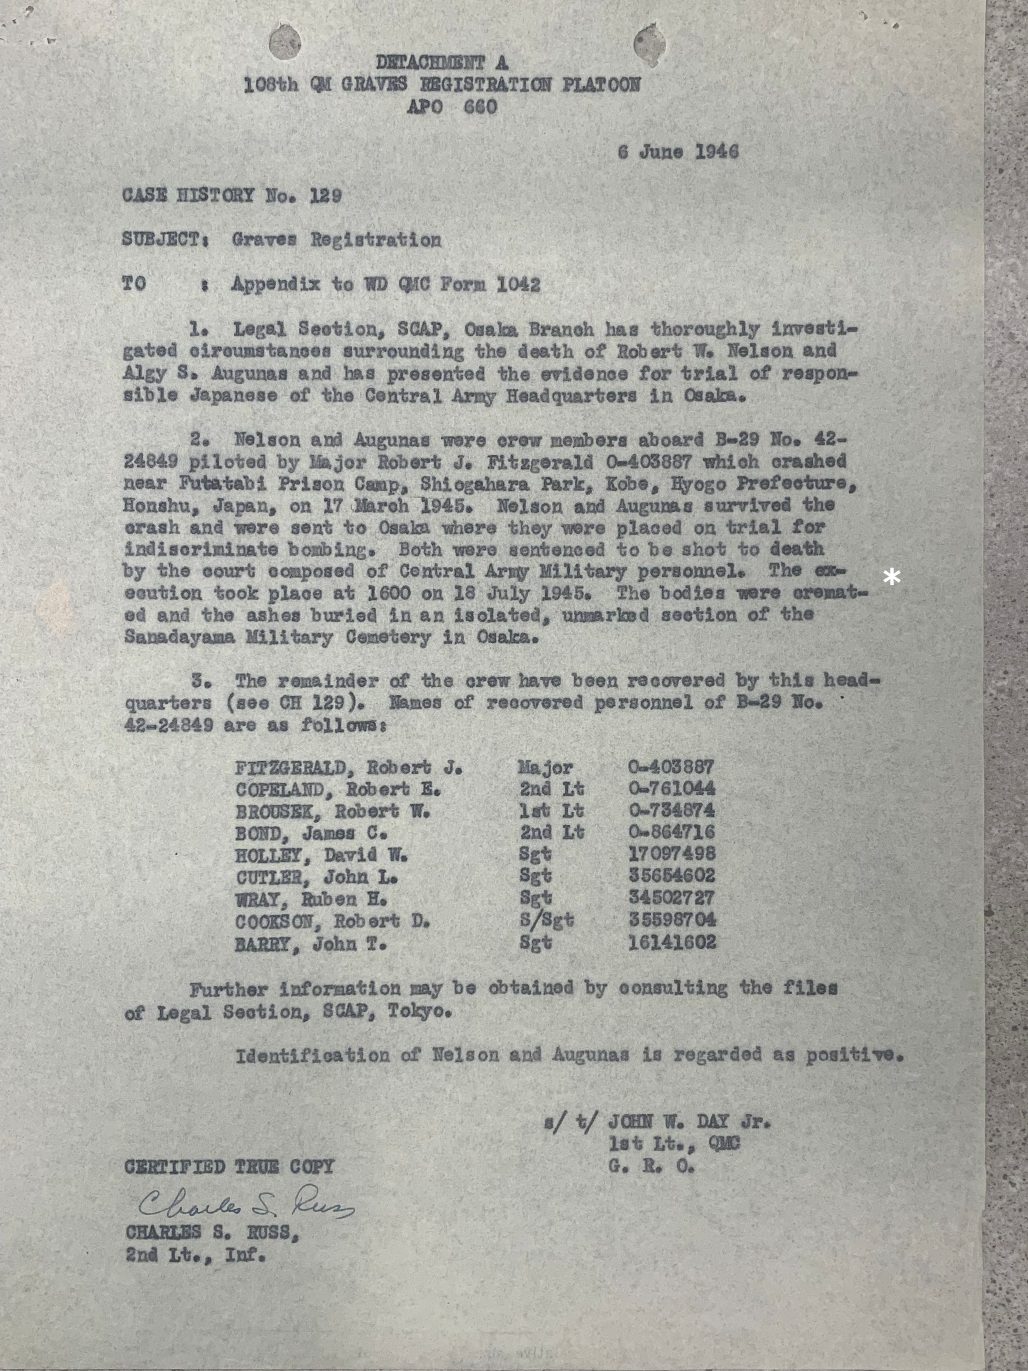 DETACHMENT A
108th QM GRAVES REGISTRATION PLATOON
APO 660
6 June 1946
CASE HISTORY No. 129
SUBJECT: Graves Registration
TO : Appendix to WD QMC Form 1042
1. Legal Section, SCAP, Osaka Branch has thoroughly investi-
gated circumstances surrounding the death of Robert W. Nelson and
Algy S. Augunas and has presented the evidence for trial of respon-
sible Japanese of the Central Army Headquarters in Osaka.
2. Nelson and Augunas were crew members aboard B-29 No. 42-
24849 piloted by Major Robert J. Fitzgerald O-403887 which crashed
near Futatabi Prison Camp, Shiogahara Park, Kobe, Hyogo Prefecture,
Honshu, Japan, on 17 March 1945. Nelson and Augunas survived the
crash and were sent to Osaka where they were placed on trial for
indiscriminate bombing. Both were sentenced to be shot to death
by the court composed of Central Army Military personnel. The ex- *
ecution took place at 1600 on 18 July 1945. The bodies were cremat-
ed and the ashes buried in an isolated, unmarked section of the
Sanadayama Military Cemetery in Osaka.
3. The remainder of the crew have been recovered by this head-
quarters (see CH 129). Names of recovered personnel of B-29 No.
42-24849 are as follows:
FITZGERALD, Robert J. Major O-403887
COPELAND, Robert E. 2nd Lt O-761044
BROUSEK, Robert W. 1st Lt O-734874
BOND, James C. 2nd Lt O-864716
HOLLEY, David W. Sgt 17097498
CUTLER, John L. Sgt 35654602
WRAY, Ruben H. Sgt 34502727
COOKSON, Robert D. S/Sgt 35598704
BARRY, John T. Sgt 16141602
Further information may be obtained by consulting the files
of Legal Section, SCAP, Tokyo.
Identification of Nelson and Augunas is regarded as positive.
s/ t/ JOHN W. DAY Jr.
1st Lt., QMC
G. R. O.
CERTIFIED TRUE COPY
Charles S. Russ
CHARLES S. RUSS,
2nd Lt., Inf.